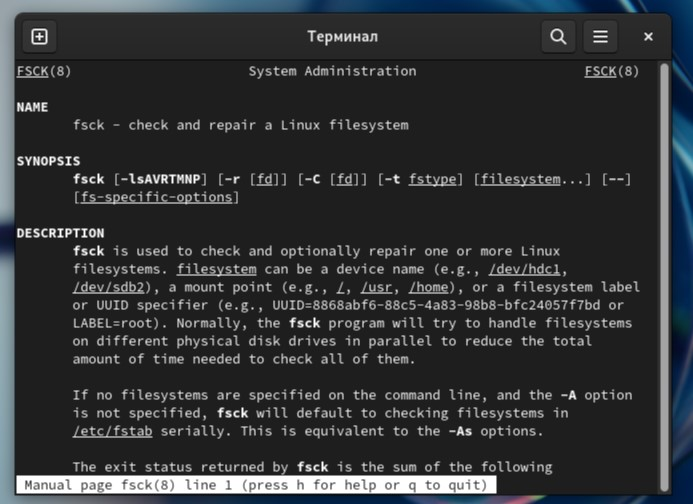 Терминал
FSCK(8) System Administration FSCK(8)
NAME
fsck - check and repair a Linux filesystem
SYNOPSIS
fsck [-lsAVRTMNP] [-r [fd]] [-C [fd]] [-t fstype] [filesystem...] [--]
[fs-specific-options]
DESCRIPTION
fsck is used to check and optionally repair one or more Linux
filesystems. filesystem can be a device name (e.g., /dev/hdc1,
/dev/sdb2), a mount point (e.g., /, /usr, /home), or a filesystem label
or UUID specifier (e.g., UUID=8868abf6-88c5-4a83-98b8-bfc24057f7bd or
LABEL=root). Normally, the fsck program will try to handle filesystems
on different physical disk drives in parallel to reduce the total
amount of time needed to check all of them.
If no filesystems are specified on the command line, and the -A option
is not specified, fsck will default to checking filesystems in
/etc/fstab serially. This is equivalent to the -As options.
The exit status returned by fsck is the sum of the following
Manual page fsck(8) line 1 (press h for help or q to quit)